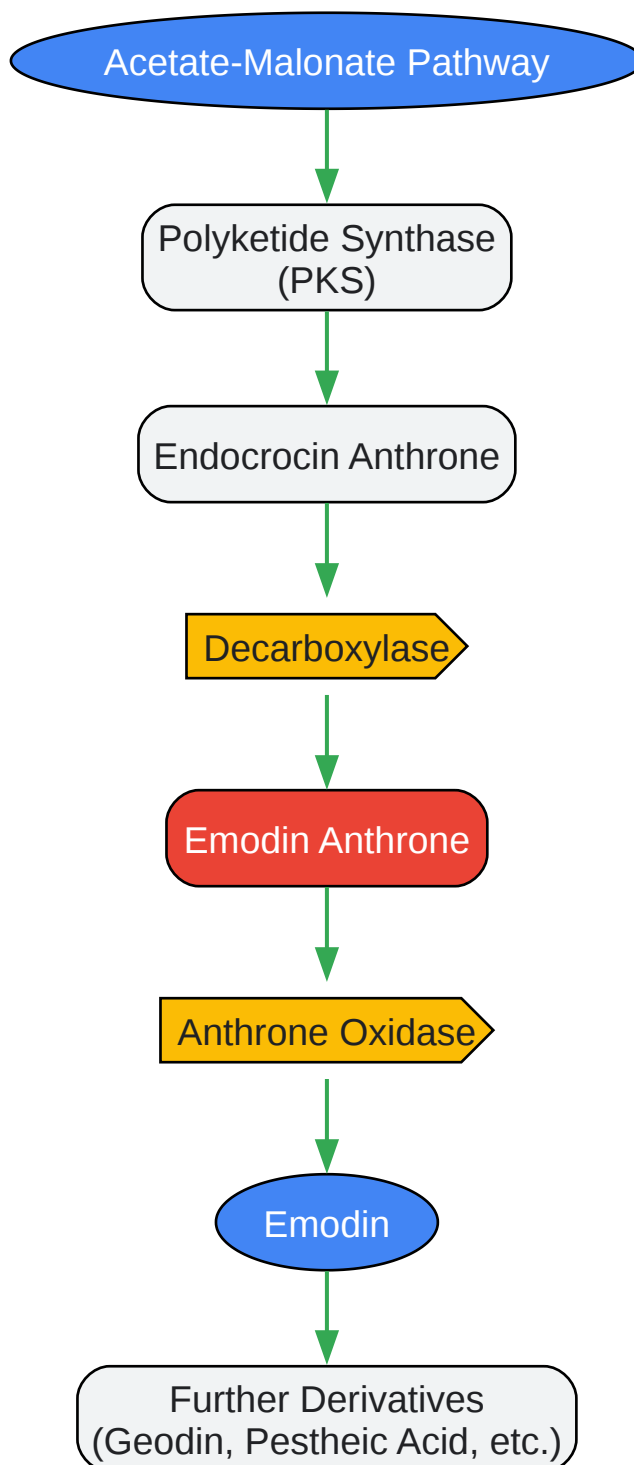 Acetate-Malonate Pathway
Polyketide Synthase
(PKS)
Endocrocin Anthrone
Decarboxylase
Emodin Anthrone
Anthrone Oxidase
Emodin
Further Derivatives
(Geodin, Pestheic Acid, etc.)